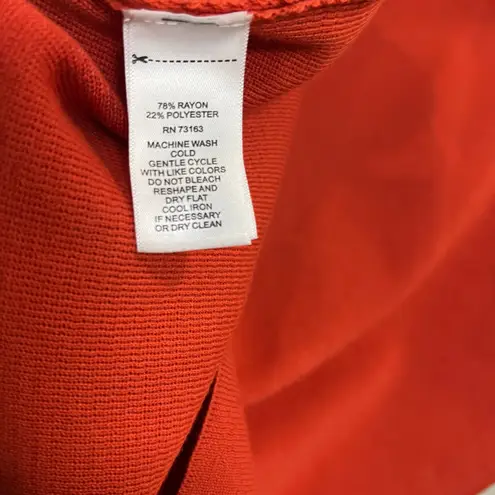 78% RAYON
22% POLYESTER
RN 73163
MACHINE WASH
COLD
GENTLE CYCLE
WITH LIKE COLORS
DO NOT BLEACH
RESHAPE AND
DRY FLAT
COOL IRON
IF NECESSARY
OR DRY CLEAN